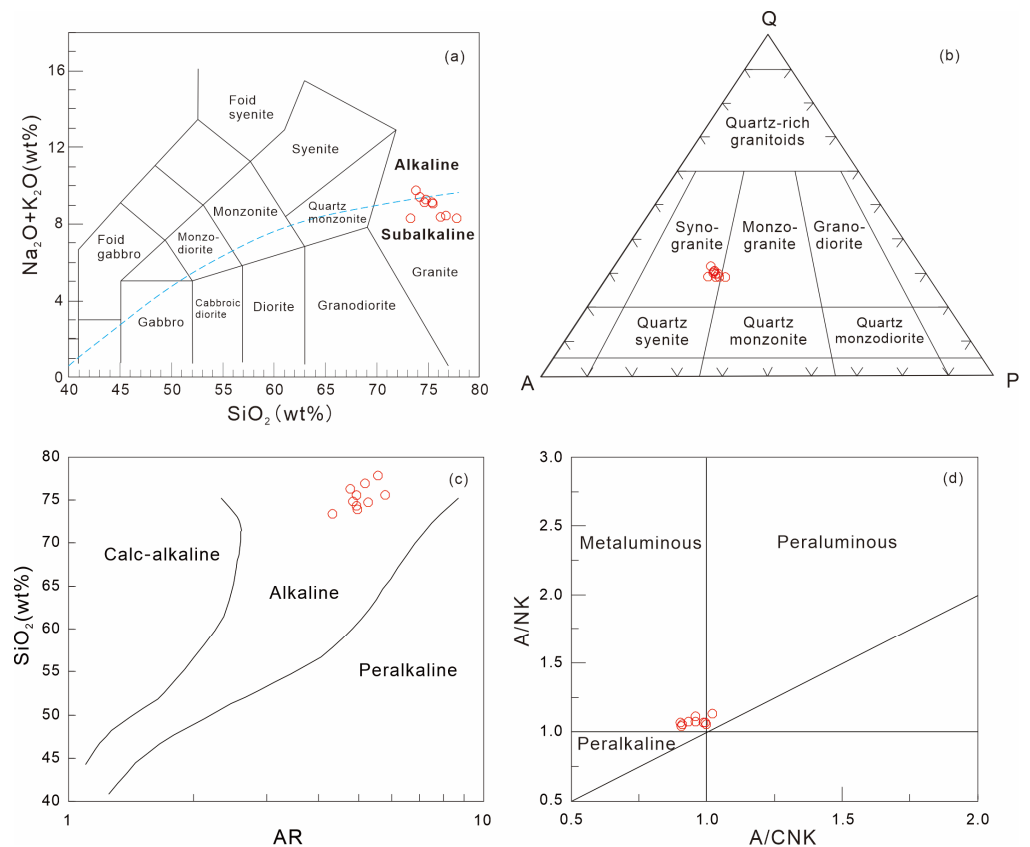 (a)
Na2O+K2O(wt%)
16
12
8
4
0
Foid
syenite
Syenite
Alkaline
Monzonite
Quartz
monzonite
Subalkaline
Foid
gabbro
Monzo-
diorite
Granite
Gabbro
Cabbroic
diorite
Diorite
Granodiorite
40
45
50
55
60
65
70
75
80
SiO2(wt%)
Q
(b)
Quartz-rich
granitoids
Syno-
granite
Monzo-
granite
Grano-
diorite
Quartz
syenite
Quartz
monzonite
Quartz
monzodiorite
A
P
(c)
SiO2(wt%)
80
75
70
65
60
55
50
45
40
Calc-alkaline
Alkaline
Peralkaline
1
10
AR
(d)
A/NK
3.0
2.5
2.0
1.5
1.0
0.5
Metaluminous
Peraluminous
Peralkaline
0.5
1.0
1.5
2.0
A/CNK